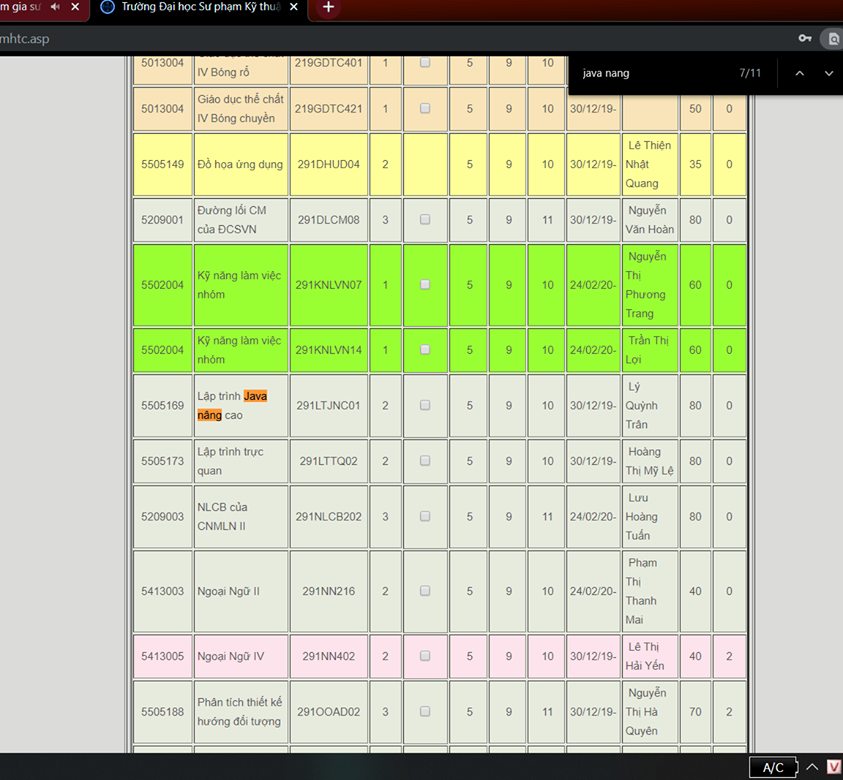 m gia sư
Trường Đại học Sư phạm Kỹ thuậ
mhtc.asp
java nang 7/11
5013004 IV Bóng rổ 219GDTC401 1 5 9 10
5013004 Giáo dục thể chất IV Bóng chuyền 219GDTC421 1 5 9 10 30/12/19- 50 0
5505149 Đồ họa ứng dụng 291DHUD04 2 5 9 10 30/12/19- Lê Thiện Nhật Quang 35 0
5209001 Đường lối CM của ĐCSVN 291DLCM08 3 5 9 11 30/12/19- Nguyễn Văn Hoàn 80 0
5502004 Kỹ năng làm việc nhóm 291KNLVN07 1 5 9 10 24/02/20- Nguyễn Thị Phương Trang 60 0
5502004 Kỹ năng làm việc nhóm 291KNLVN14 1 5 9 10 24/02/20- Trần Thị Lợi 60 0
5505169 Lập trình Java nâng cao 291LTJNC01 2 5 9 10 30/12/19- Lý Quỳnh Trân 80 0
5505173 Lập trình trực quan 291LTTQ02 2 5 9 10 30/12/19- Hoàng Thị Mỹ Lệ 80 0
5209003 NLCB của CNMLN II 291NLCB202 3 5 9 11 24/02/20- Lưu Hoàng Tuấn 80 0
5413003 Ngoại Ngữ II 291NN216 2 5 9 10 24/02/20- Phạm Thị Thanh Mai 40 0
5413005 Ngoại Ngữ IV 291NN402 2 5 9 10 30/12/19- Lê Thị Hải Yến 40 2
5505188 Phân tích thiết kế hướng đối tượng 291OOAD02 3 5 9 11 30/12/19- Nguyễn Thị Hà Quyên 70 2
A/C
V